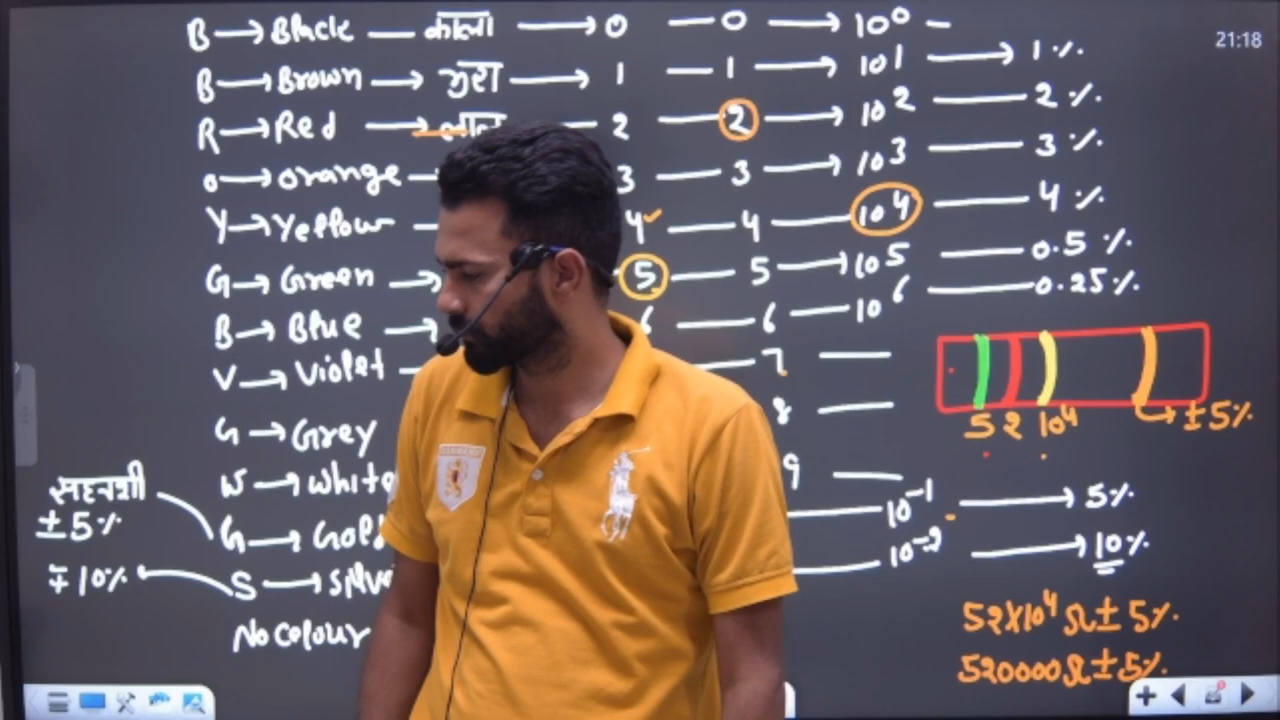 21:18
B → Black — काला → 0 — 0 → 10⁰ –
B → Brown → भूरा → 1 — 1 → 10¹ → 1%
R → Red → लाल 2 — 2 → 10² — 2%
O → Orange — 3 — 3 → 10³ — 3%
Y → Yellow — 4 ✓ — 4 — 10⁴ — 4%
G → Green → 5 — 5 → 10⁵ — 0.5%
B → Blue → 6 — 6 — 10⁶ — 0.25%
V → Violet — — 7 —
G → Grey 8 —
W → White 9 —
G → Gold — 10⁻¹ → 5%
S → — 10⁻² → 10%
No Colour
±5%
∓10%
5 2 10⁴ → ±5%
52×10⁴ Ω ± 5%
520000 Ω ± 5%